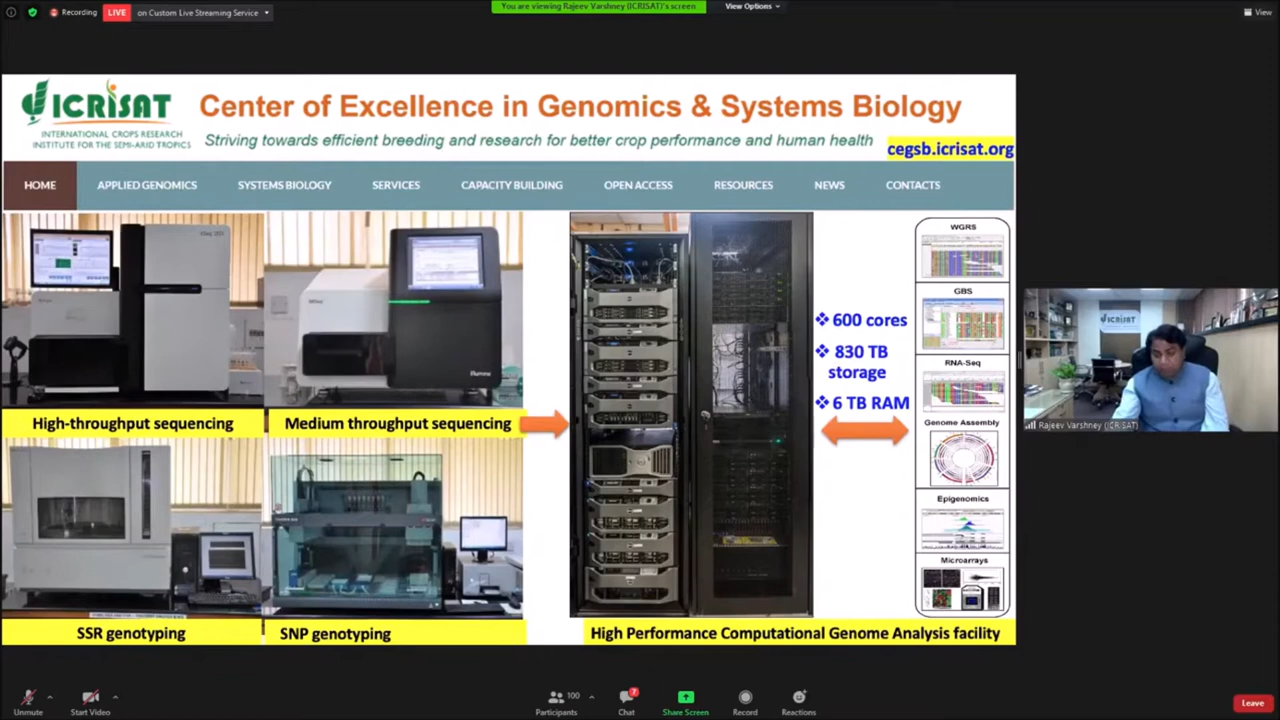 Recording
LIVE
on Custom Live Streaming Service
You are viewing Rajeev Varshney (ICRISAT)'s screen
View Options
View
ICRISAT
INTERNATIONAL CROPS RESEARCH
INSTITUTE FOR THE SEMI-ARID TROPICS
Center of Excellence in Genomics & Systems Biology
Striving towards efficient breeding and research for better crop performance and human health
cegsb.icrisat.org
HOME
APPLIED GENOMICS
SYSTEMS BIOLOGY
SERVICES
CAPACITY BUILDING
OPEN ACCESS
RESOURCES
NEWS
CONTACTS
High-throughput sequencing
Medium throughput sequencing
illumina
SSR genotyping
SNP genotyping
❖ 600 cores
❖ 830 TB
storage
❖ 6 TB RAM
High Performance Computational Genome Analysis facility
WGRS
GBS
RNA-Seq
Genome Assembly
Epigenomics
Microarrays
ICRISAT
Rajeev Varshney (ICRISAT)
Unmute
Start Video
Participants
100
Chat
7
Share Screen
Record
Reactions
Leave